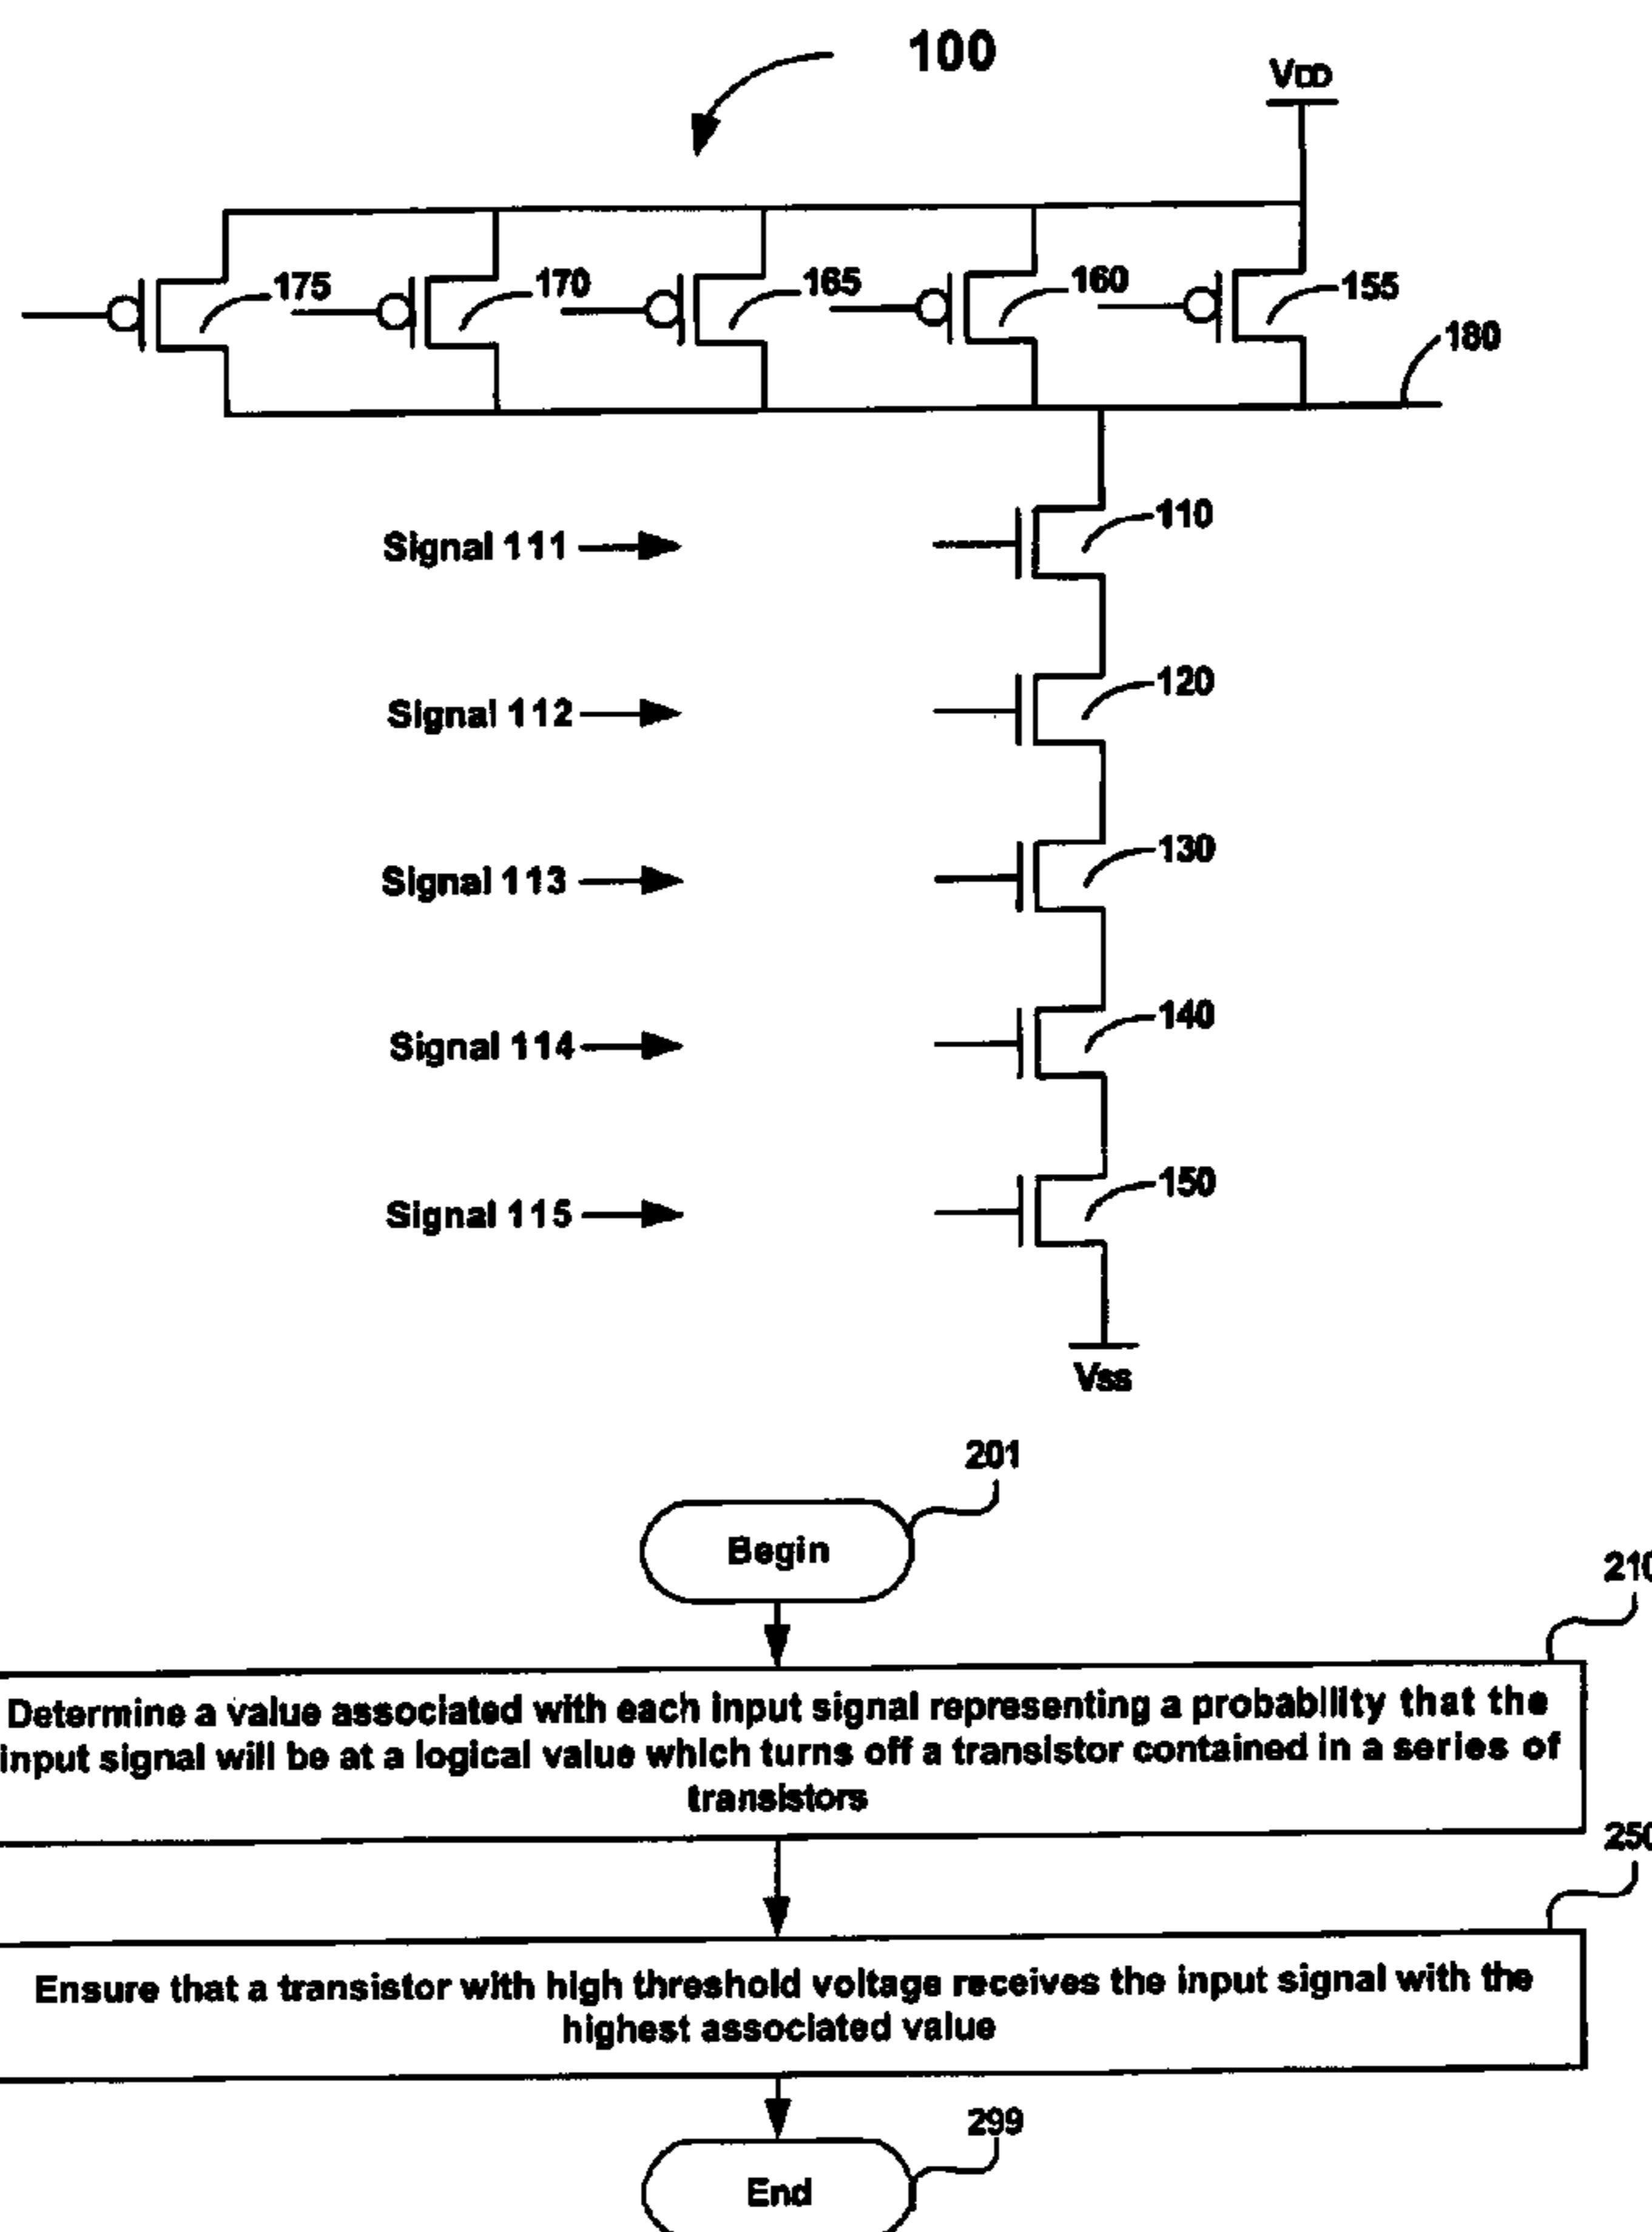 100
VDD
175
170
165
160
155
180
Signal 111
110
Signal 112
120
Signal 113
130
Signal 114
140
Signal 115
150
Vss
201
Begin
210
Determine a value associated with each input signal representing a probability that the
input signal will be at a logical value which turns off a transistor contained in a series of
transistors
250
Ensure that a transistor with high threshold voltage receives the input signal with the
highest associated value
299
End